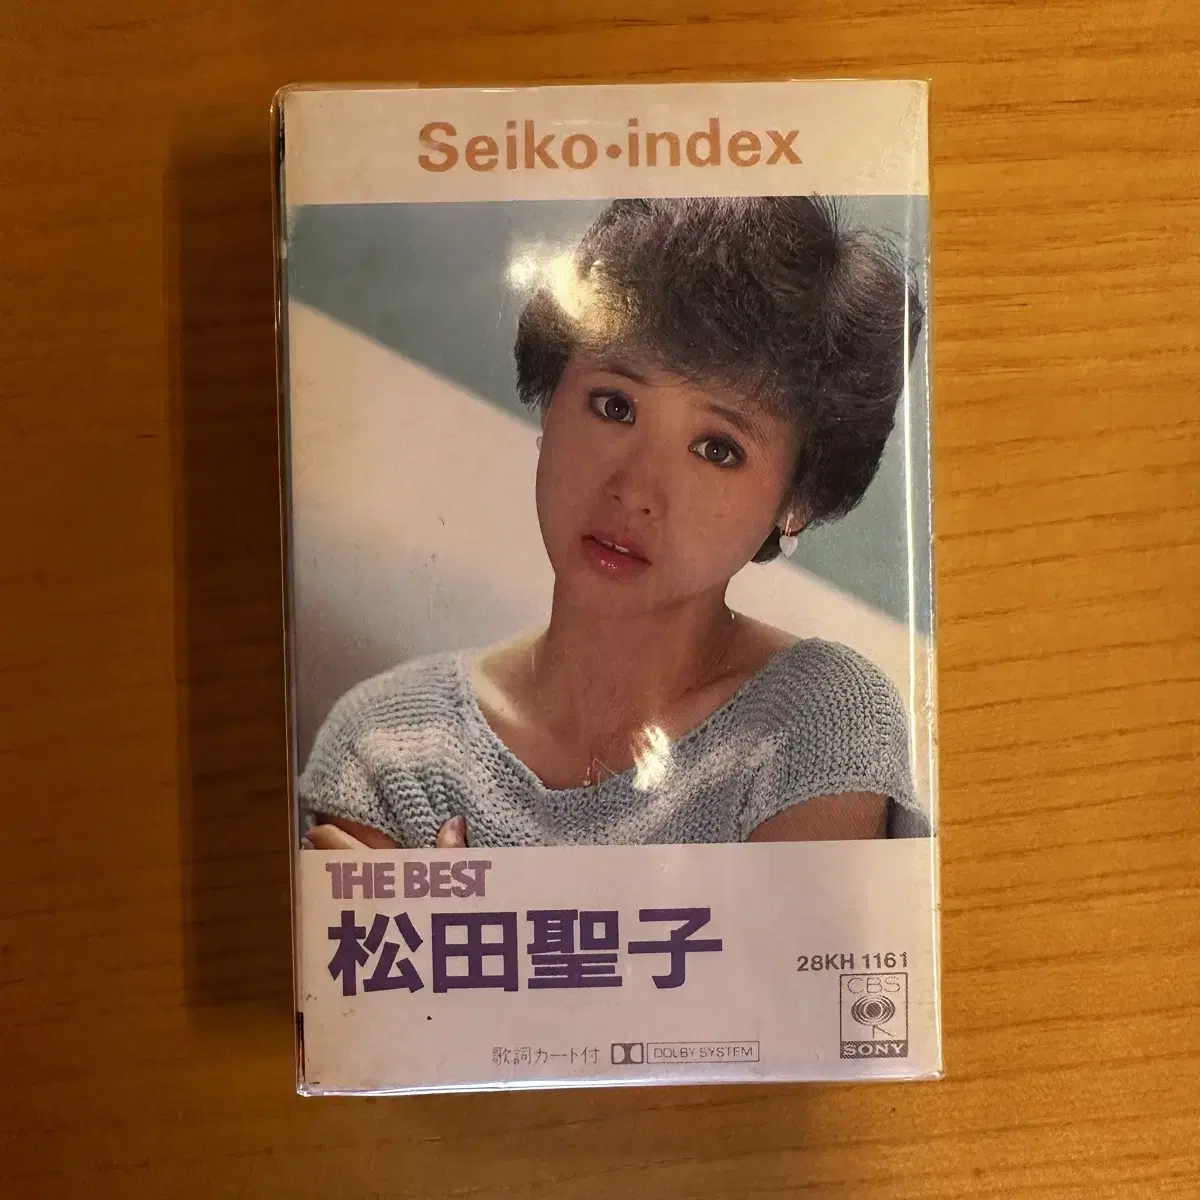 Seiko·index
THE BEST
松田聖子
28KH 1161
CBS
SONY
歌詞カード付
DOLBY SYSTEM